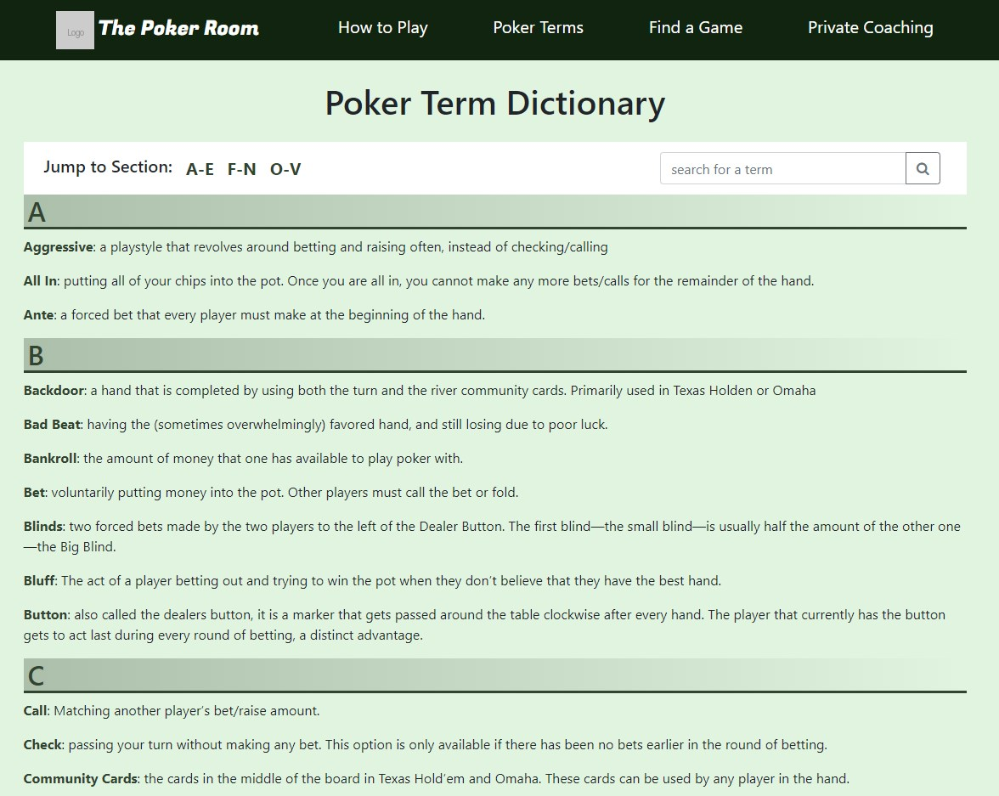 Logo The Poker Room How to Play Poker Terms Find a Game Private Coaching
Poker Term Dictionary
Jump to Section: A-E F-N O-V search for a term
A
Aggressive: a playstyle that revolves around betting and raising often, instead of checking/calling
All In: putting all of your chips into the pot. Once you are all in, you cannot make any more bets/calls for the remainder of the hand.
Ante: a forced bet that every player must make at the beginning of the hand.
B
Backdoor: a hand that is completed by using both the turn and the river community cards. Primarily used in Texas Holden or Omaha
Bad Beat: having the (sometimes overwhelmingly) favored hand, and still losing due to poor luck.
Bankroll: the amount of money that one has available to play poker with.
Bet: voluntarily putting money into the pot. Other players must call the bet or fold.
Blinds: two forced bets made by the two players to the left of the Dealer Button. The first blind—the small blind—is usually half the amount of the other one
—the Big Blind.
Bluff: The act of a player betting out and trying to win the pot when they don't believe that they have the best hand.
Button: also called the dealers button, it is a marker that gets passed around the table clockwise after every hand. The player that currently has the button
gets to act last during every round of betting, a distinct advantage.
C
Call: Matching another player's bet/raise amount.
Check: passing your turn without making any bet. This option is only available if there has been no bets earlier in the round of betting.
Community Cards: the cards in the middle of the board in Texas Hold'em and Omaha. These cards can be used by any player in the hand.